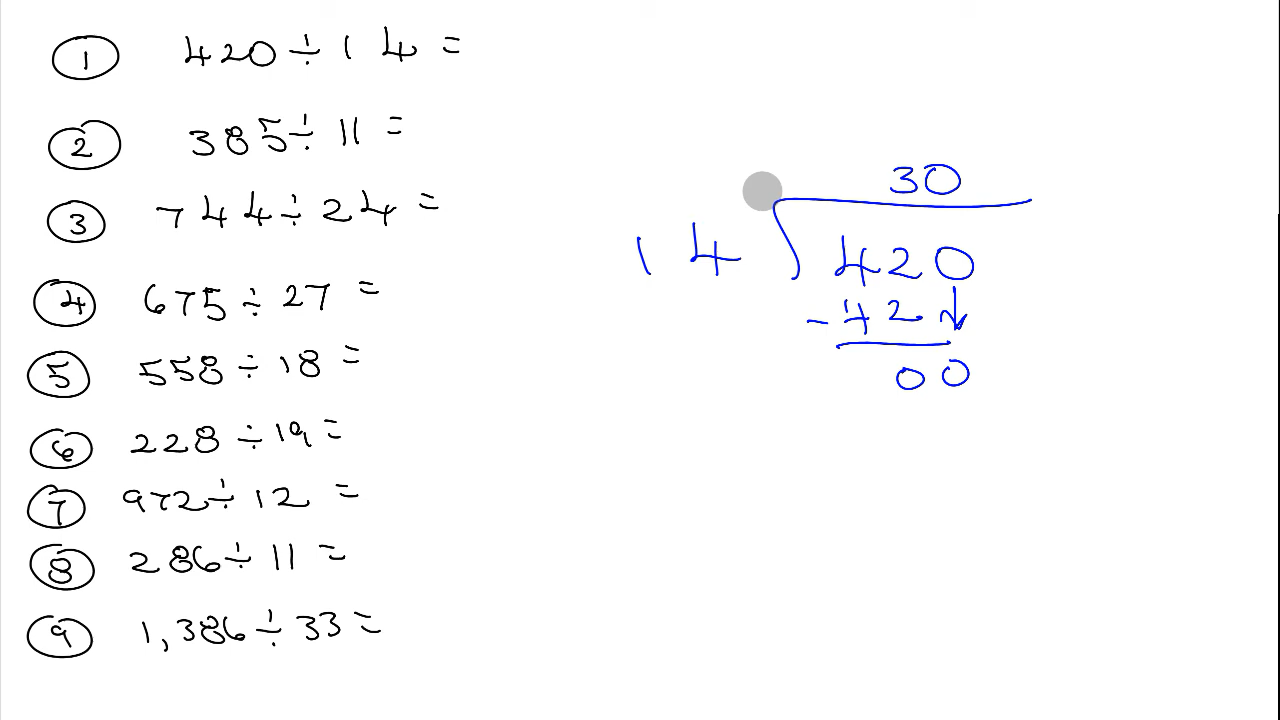 ① 420 ÷ 14 =
② 385 ÷ 11 =
③ 744 ÷ 24 =
④ 675 ÷ 27 =
⑤ 558 ÷ 18 =
⑥ 228 ÷ 19 =
⑦ 972 ÷ 12 =
⑧ 286 ÷ 11 =
⑨ 1,386 ÷ 33 =
30
14 ) 420
- 42 ↓
00